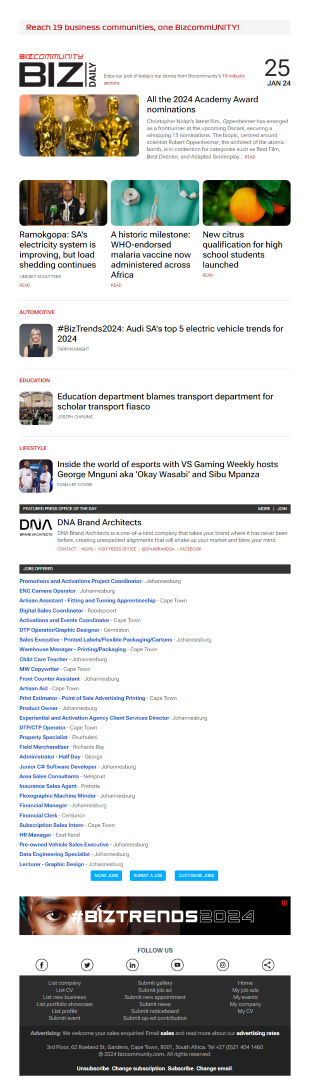 Reach 19 business communities, one BizcommUNITY!
BIZCOMMUNITY
BIZ DAILY
Enjoy our pick of today's top stories from Bizcommunity's 19 industry
sectors.
25
JAN 24
All the 2024 Academy Award
nominations
Christopher Nolan's latest film, Oppenheimer has emerged
as a frontrunner at the upcoming Oscars, securing a
whopping 13 nominations. The biopic, centred around
scientist Robert Oppenheimer, the architect of the atomic
bomb, is in contention for categories such as Best Film,
Best Director, and Adapted Screenplay... READ
Ramokgopa: SA's
electricity system is
improving, but load
shedding continues
LINDSEY SCHUTTERS
READ
A historic milestone:
WHO-endorsed
malaria vaccine now
administered across
Africa
READ
New citrus
qualification for high
school students
launched
READ
AUTOMOTIVE
#BizTrends2024: Audi SA's top 5 electric vehicle trends for
2024
TARRYN KNIGHT
EDUCATION
Education department blames transport department for
scholar transport fiasco
JOSEPH CHIRUME
LIFESTYLE
Inside the world of esports with VS Gaming Weekly hosts
George Mnguni aka 'Okay Wasabi' and Sibu Mpanza
EVAN-LEE COURIE
FEATURED PRESS OFFICE OF THE DAY
MORE | JOIN
DNA
BRAND ARCHITECTS
DNA Brand Architects
DNA Brand Architects is a one-of-a-kind company that takes your brand where it has never been
before, creating unexpected alignments that will shake up your market and blow your mind.
CONTACT | NEWS | VISIT PRESS OFFICE | @DNABRANDSA | FACEBOOK
JOBS OFFERED
Promotions and Activations Project Coordinator - Johannesburg
ENG Camera Operator - Johannesburg
Artisan Assistant - Fitting and Turning Apprenticeship - Cape Town
Digital Sales Coordinator - Roodepoort
Activations and Events Coordinator - Cape Town
DTP Operator/Graphic Designer - Germiston
Sales Executive - Printed Labels/Flexible Packaging/Cartons - Johannesburg
Warehouse Manager - Printing/Packaging - Cape Town
Child Care Teacher - Johannesburg
MW Copywriter - Cape Town
Front Counter Assistant - Johannesburg
Artisan Aid - Cape Town
Print Estimator - Point of Sale Advertising Printing - Cape Town
Product Owner - Johannesburg
Experiential and Activation Agency Client Services Director - Johannesburg
DTP/CTP Operator - Cape Town
Property Specialist - Ekurhuleni
Field Merchandiser - Richards Bay
Administrator - Half Day - George
Junior C# Software Developer - Johannesburg
Area Sales Consultants - Nelspruit
Insurance Sales Agent - Pretoria
Flexographic Machine Minder - Johannesburg
Financial Manager - Johannesburg
Financial Clerk - Centurion
Subscription Sales Intern - Cape Town
HR Manager - East Rand
Pre-owned Vehicle Sales Executive - Johannesburg
Data Engineering Specialist - Johannesburg
Lecturer - Graphic Design - Johannesburg
MORE JOBS
SUBMIT A JOB
CUSTOMISE JOBS
#BIZTRENDS2024
FOLLOW US
List company
List CV
List new business
List portfolio showcase
List profile
Submit event
Submit gallery
Submit job ad
Submit new appointment
Submit news
Submit noticeboard
Submit op-ed contribution
Home
My job ads
My events
My company
My CV
Advertising: We welcome your sales enquiries! Email sales and read more about our advertising rates
3rd Floor, 62 Roeland St, Gardens, Cape Town, 8001, South Africa. Tel +27 (0)21 404 1460
@ 2024 bizcommunity.com. All rights reserved.
Unsubscribe. Change subscription. Subscribe. Change email.